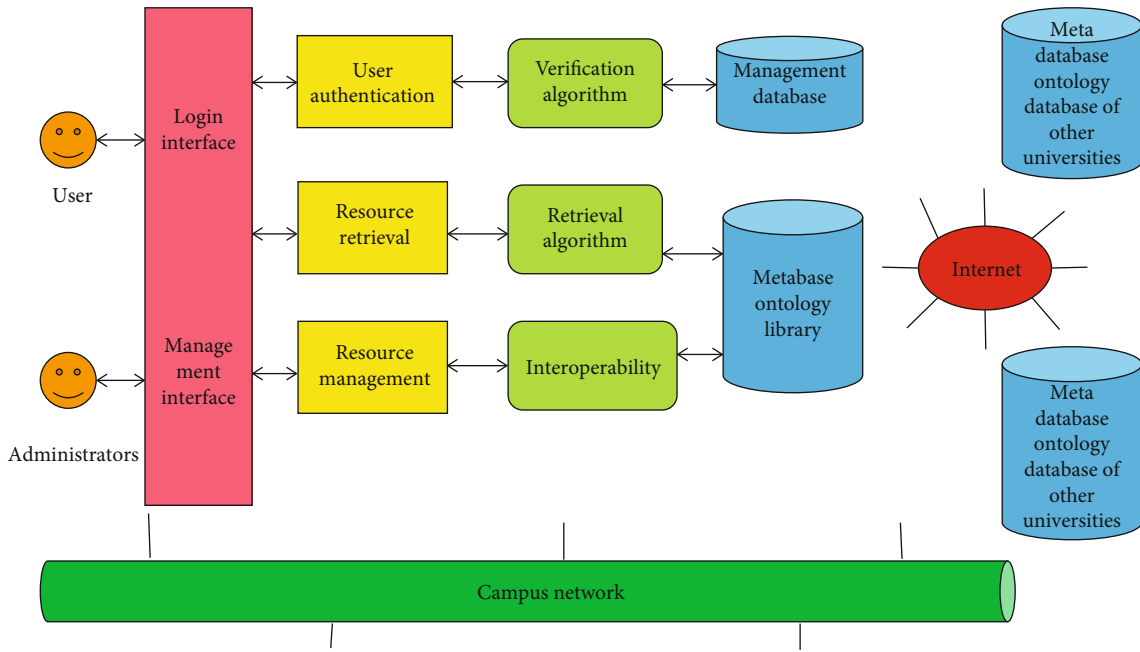 User
Administrators
Login
interface
Manage
ment
interface
User
authentication
Verification
algorithm
Management
database
Resource
retrieval
Retrieval
algorithm
Resource
management
Interoperability
Metabase
ontology
library
Meta
database
ontology
database of
other
universities
Internet
Meta
database
ontology
database of
other
universities
Campus network